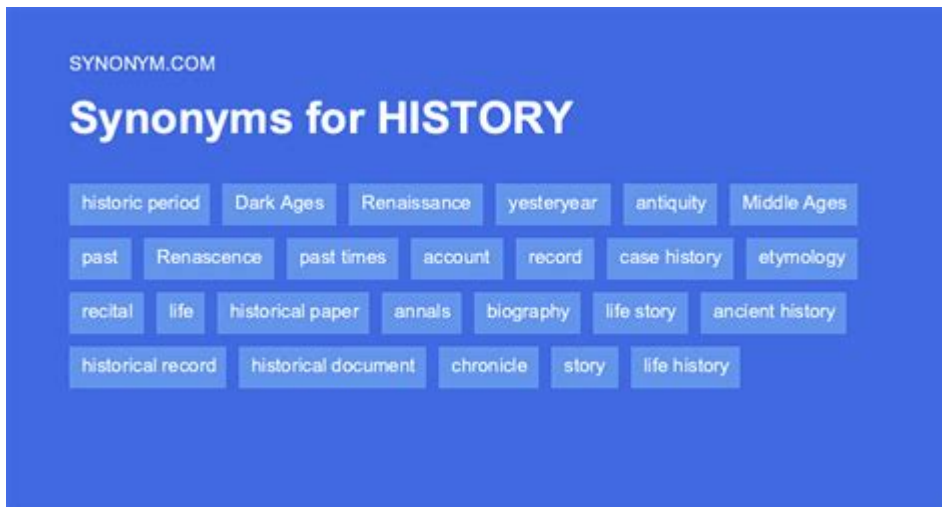 SYNONYM.COM
Synonyms for HISTORY
historic period Dark Ages Renaissance yesteryear antiquity Middle Ages
past Renascence past times account record case history etymology
recital life historical paper annals biography life story ancient history
historical record historical document chronicle story life history